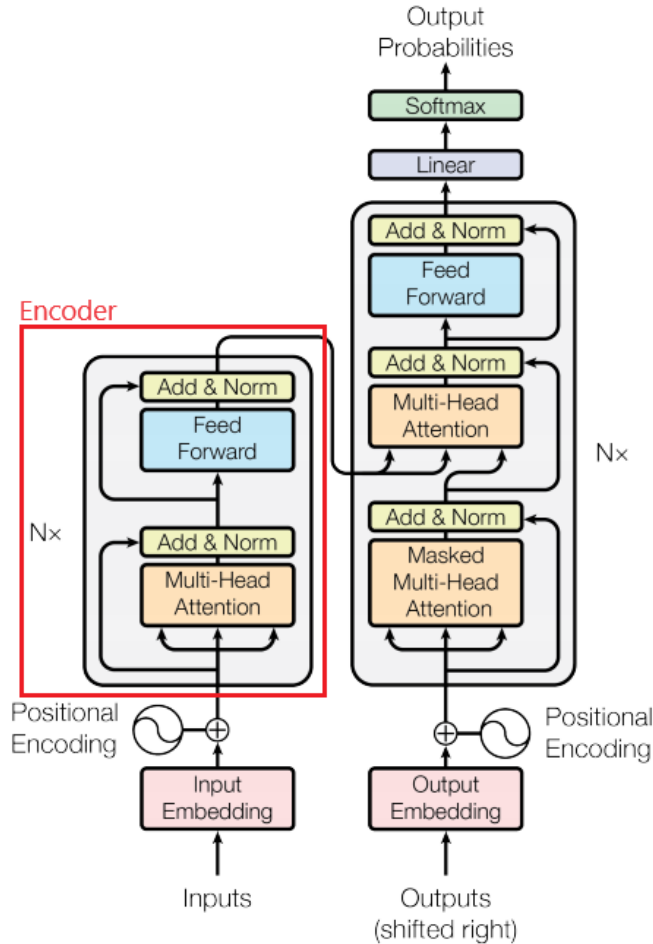 Output
Probabilities
Softmax
Linear
Add & Norm
Feed
Forward
Add & Norm
Multi-Head
Attention
Nx
Add & Norm
Masked
Multi-Head
Attention
Encoder
Add & Norm
Feed
Forward
Nx
Add & Norm
Multi-Head
Attention
Positional
Encoding
Positional
Encoding
Input
Embedding
Output
Embedding
Inputs
Outputs
(shifted right)